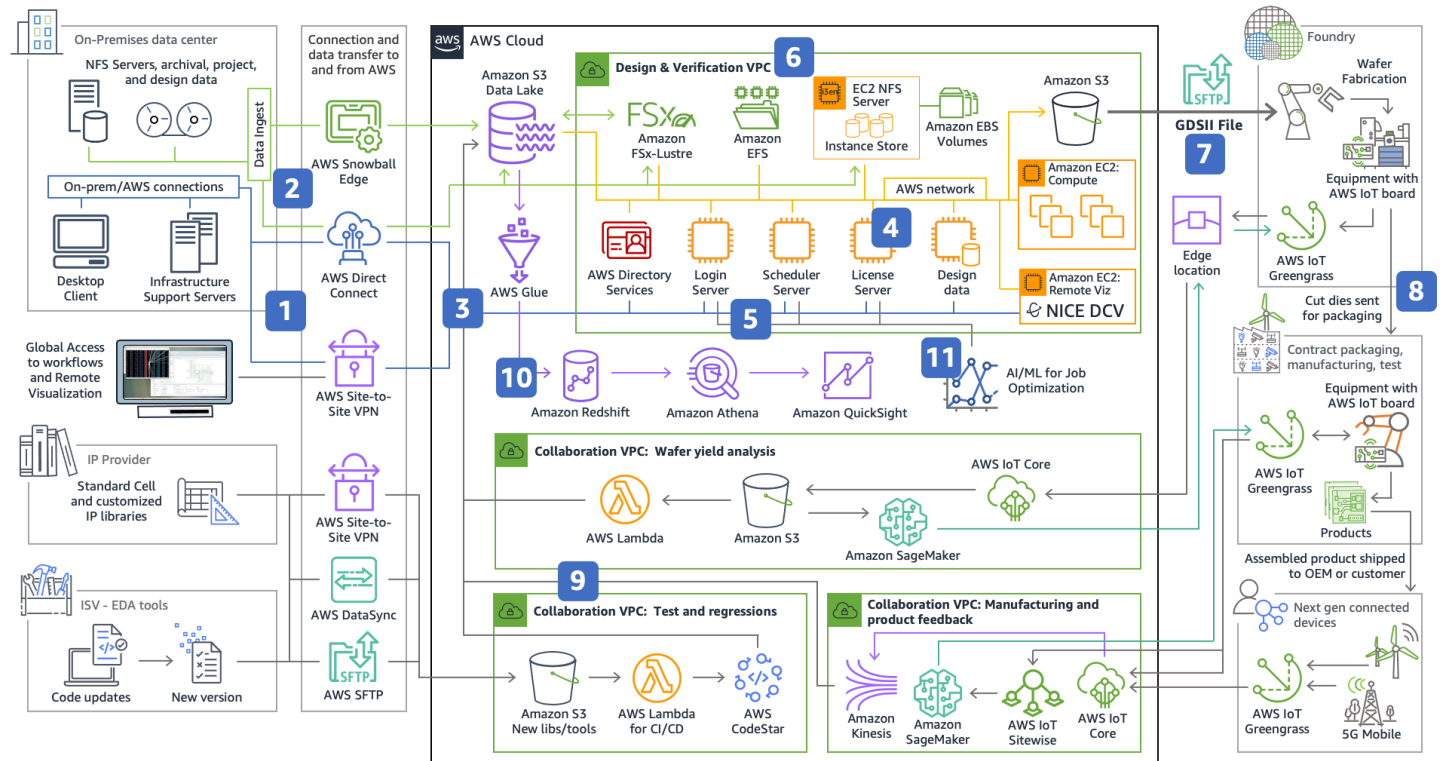 On-Premises data center
NFS Servers, archival, project,
and design data
Data Ingest
On-prem/AWS connections
Desktop
Client
Infrastructure
Support Servers
2
1
Global Access
to workflows
and Remote
Visualization
IP Provider
Standard Cell
and customized
IP libraries
ISV - EDA tools
Code updates
New version
Connection and
data transfer to
and from AWS
AWS Snowball
Edge
AWS Direct
Connect
AWS Site-to-
Site VPN
AWS Site-to-
Site VPN
AWS DataSync
SFTP
AWS SFTP
aws
AWS Cloud
Amazon S3
Data Lake
AWS Glue
3
6
Design & Verification VPC
FSx
Amazon
FSx-Lustre
Amazon
EFS
i3en
EC2 NFS
Server
Instance Store
Amazon EBS
Volumes
Amazon S3
AWS network
Amazon EC2:
Compute
4
AWS Directory
Services
Login
Server
Scheduler
Server
License
Server
Design
data
Amazon EC2:
Remote Viz
NICE DCV
5
10
Amazon Redshift
Amazon Athena
Amazon QuickSight
11
AI/ML for Job
Optimization
Collaboration VPC: Wafer yield analysis
AWS Lambda
Amazon S3
Amazon SageMaker
AWS IoT Core
9
Collaboration VPC: Test and regressions
Amazon S3
New libs/tools
AWS Lambda
for CI/CD
AWS
CodeStar
Collaboration VPC: Manufacturing and
product feedback
Amazon
Kinesis
Amazon
SageMaker
AWS IoT
Sitewise
AWS IoT
Core
SFTP
GDSII File
7
Edge
location
Foundry
Wafer
Fabrication
Equipment with
AWS IoT board
AWS IoT
Greengrass
8
Cut dies sent
for packaging
Contract packaging,
manufacturing, test
Equipment with
AWS IoT board
AWS IoT
Greengrass
Products
Assembled product shipped
to OEM or customer
Next gen connected
devices
AWS IoT
Greengrass
5G Mobile